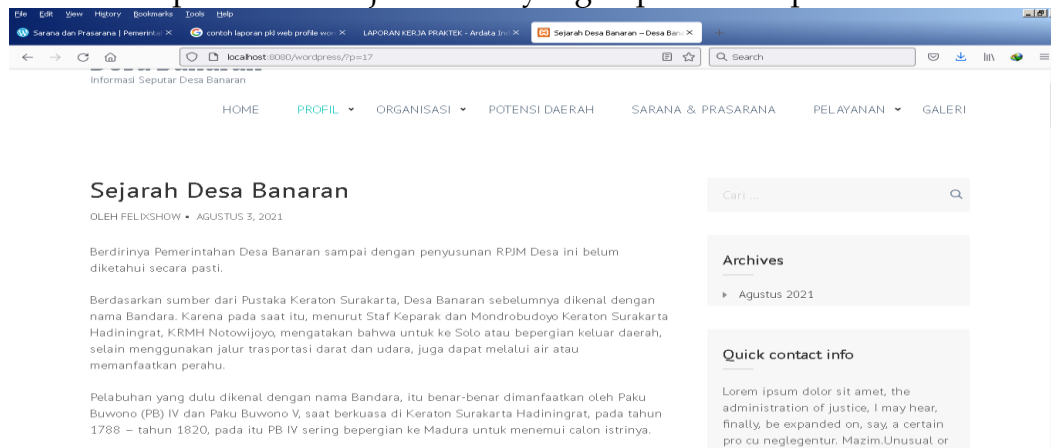 File Edit View History Bookmarks Tools Help
Sarana dan Prasarana | Pemerintal
contoh laporan pkl web profile wor
LAPORAN KERJA PRAKTEK - Ardata Ind
Sejarah Desa Banaran – Desa Bana
localhost:8080/wordpress/?p=17
Search
Informasi Seputar Desa Banaran
HOME PROFIL ORGANISASI POTENSI DAERAH SARANA & PRASARANA PELAYANAN GALERI
Sejarah Desa Banaran
OLEH FELIXSHOW • AGUSTUS 3, 2021
Berdirinya Pemerintahan Desa Banaran sampai dengan penyusunan RPJM Desa ini belum
diketahui secara pasti.
Berdasarkan sumber dari Pustaka Keraton Surakarta, Desa Banaran sebelumnya dikenal dengan
nama Bandara. Karena pada saat itu, menurut Staf Keparak dan Mondrobudoyo Keraton Surakarta
Hadiningrat, KRMH Notowijoyo, mengatakan bahwa untuk ke Solo atau bepergian keluar daerah,
selain menggunakan jalur trasportasi darat dan udara, juga dapat melalui air atau
memanfaatkan perahu.
Pelabuhan yang dulu dikenal dengan nama Bandara, itu benar-benar dimanfaatkan oleh Paku
Buwono (PB) IV dan Paku Buwono V, saat berkuasa di Keraton Surakarta Hadiningrat, pada tahun
1788 – tahun 1820, pada itu PB IV sering bepergian ke Madura untuk menemui calon istrinya.
Cari ...
Archives
Agustus 2021
Quick contact info
Lorem ipsum dolor sit amet, the
administration of justice, I may hear,
finally, be expanded on, say, a certain
pro cu neglegentur. Mazim.Unusual or